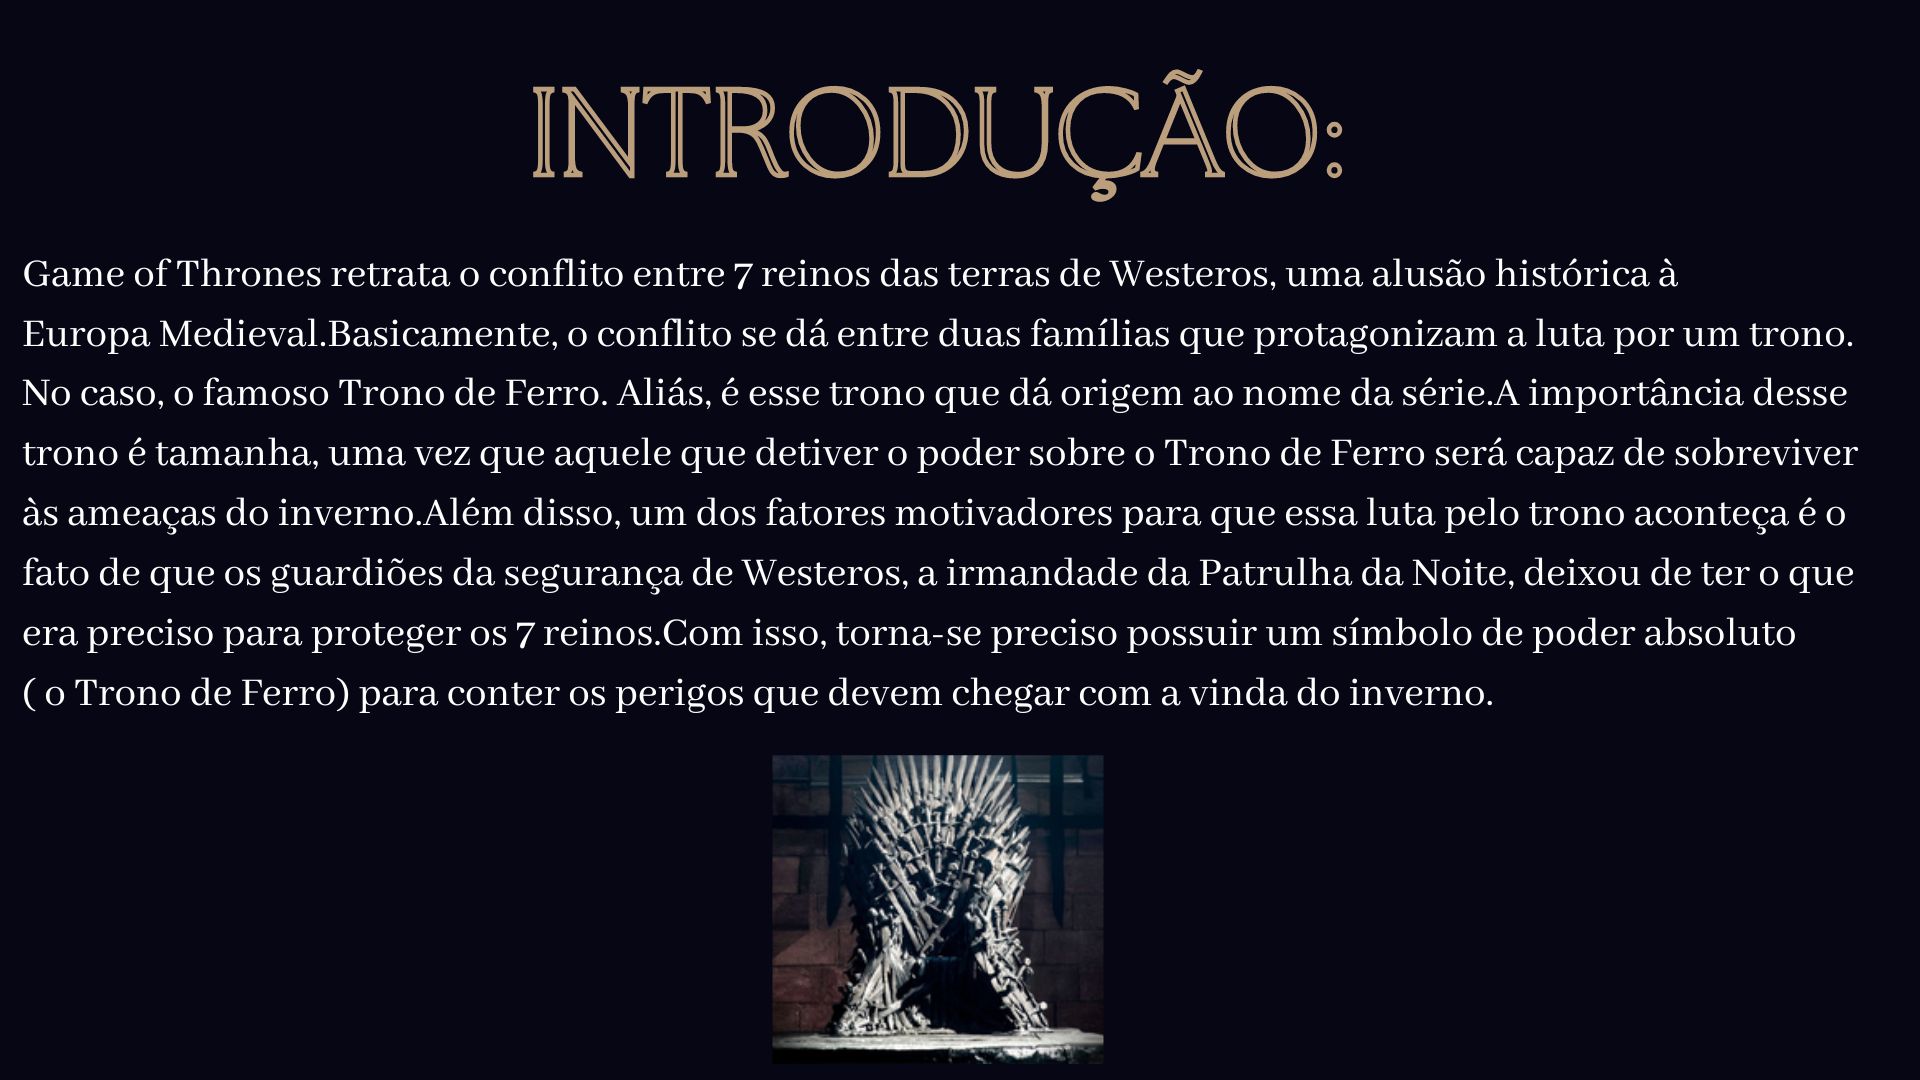 INTRODUÇÃO:
Game of Thrones retrata o conflito entre 7 reinos das terras de Westeros, uma alusão histórica à
Europa Medieval.Basicamente, o conflito se dá entre duas famílias que protagonizam a luta por um trono.
No caso, o famoso Trono de Ferro. Aliás, é esse trono que dá origem ao nome da série.A importância desse
trono é tamanha, uma vez que aquele que detiver o poder sobre o Trono de Ferro será capaz de sobreviver
às ameaças do inverno.Além disso, um dos fatores motivadores para que essa luta pelo trono aconteça é o
fato de que os guardiões da segurança de Westeros, a irmandade da Patrulha da Noite, deixou de ter o que
era preciso para proteger os 7 reinos.Com isso, torna-se preciso possuir um símbolo de poder absoluto
( o Trono de Ferro) para conter os perigos que devem chegar com a vinda do inverno.